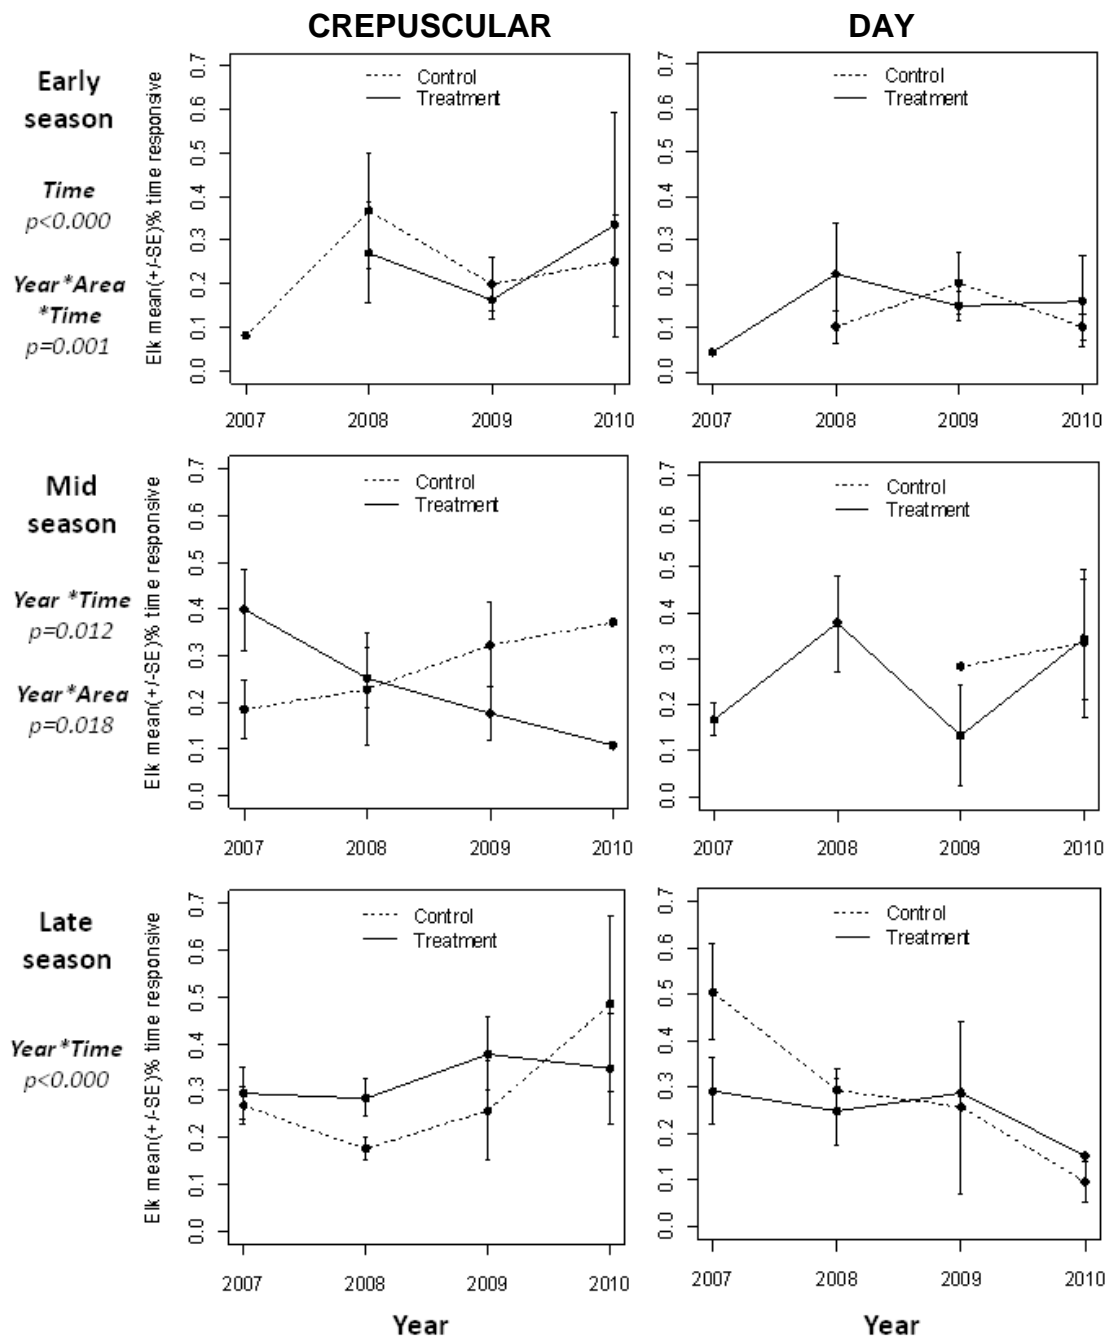 CREPUSCULAR DAY
Early
season
Time
p<0.000
Year*Area
*Time
p=0.001
Elk mean(+/-SE)% time responsive
0.0 0.1 0.2 0.3 0.4 0.5 0.6 0.7
Control
Treatment
2007 2008 2009 2010
0.0 0.1 0.2 0.3 0.4 0.5 0.6 0.7
Control
Treatment
2007 2008 2009 2010
Mid
season
Year *Time
p=0.012
Year*Area
p=0.018
Elk mean(+/-SE)% time responsive
0.0 0.1 0.2 0.3 0.4 0.5 0.6 0.7
Control
Treatment
2007 2008 2009 2010
0.0 0.1 0.2 0.3 0.4 0.5 0.6 0.7
Control
Treatment
2007 2008 2009 2010
Late
season
Year*Time
p<0.000
Elk mean(+/-SE)% time responsive
0.0 0.1 0.2 0.3 0.4 0.5 0.6 0.7
Control
Treatment
2007 2008 2009 2010
Year
0.0 0.1 0.2 0.3 0.4 0.5 0.6 0.7
Control
Treatment
2007 2008 2009 2010
Year